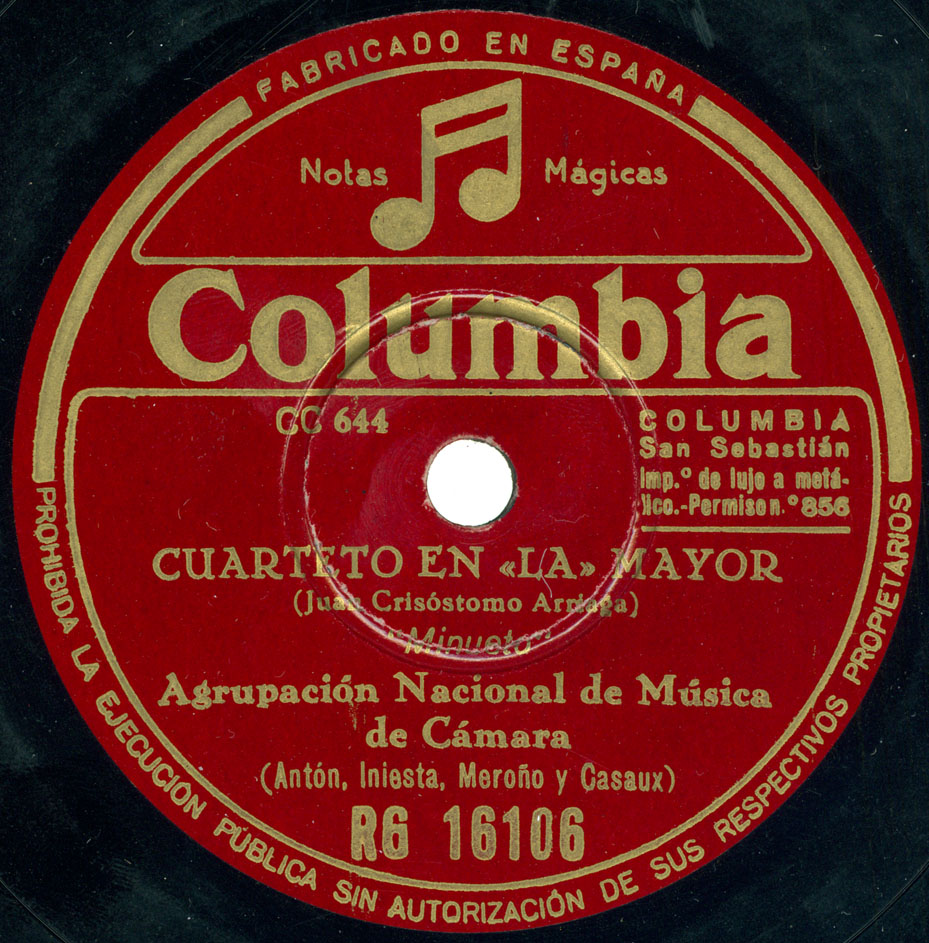 FABRICADO EN ESPAÑA
Notas Mágicas
Columbia
CC 644
COLUMBIA
San Sebastián
Imp.º de lujo a metá-
lico.-Permiso n.º 856
CUARTETO EN «LA» MAYOR
(Juan Crisóstomo Arriaga)
"Minueto"
Agrupación Nacional de Música
de Cámara
(Antón, Iniesta, Meroño y Casaux)
RG 16106
PROHIBIDA LA EJECUCIÓN PÚBLICA SIN AUTORIZACIÓN DE SUS RESPECTIVOS PROPIETARIOS